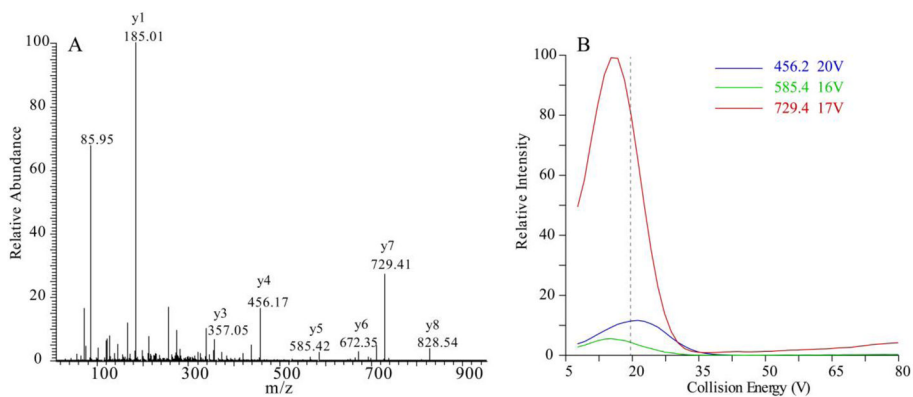 A
y1
185.01
100
80
60
40
20
0
Relative Abundance
85.95
y3
357.05
y4
456.17
y5
585.42
y6
672.35
y7
729.41
y8
828.54
100
300
500
700
900
m/z
B
456.2 20V
585.4 16V
729.4 17V
100
80
60
40
20
0
Relative Intensity
5
20
35
50
65
80
Collision Energy (V)